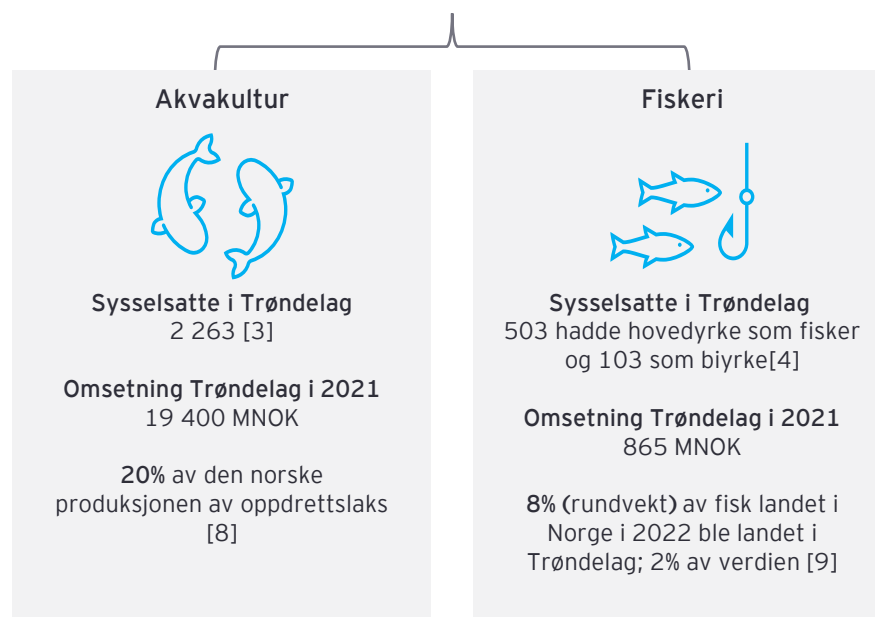 Akvakultur
Sysselsatte i Trøndelag
2 263 [3]
Omsetning Trøndelag i 2021
19 400 MNOK
20% av den norske
produksjonen av oppdrettslaks
[8]
Fiskeri
Sysselsatte i Trøndelag
503 hadde hovedyrke som fisker
og 103 som biyrke[4]
Omsetning Trøndelag i 2021
865 MNOK
8% (rundvekt) av fisk landet i
Norge i 2022 ble landet i
Trøndelag; 2% av verdien [9]